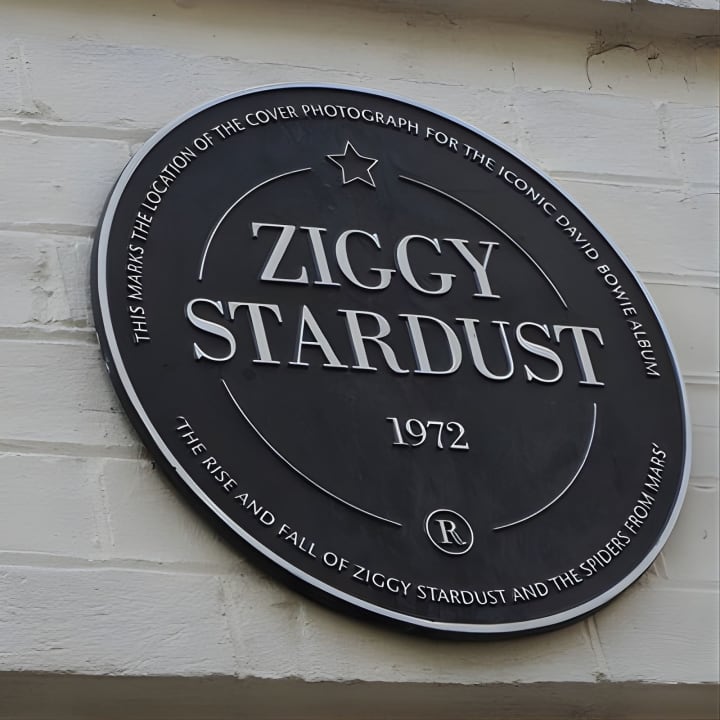 THIS MARKS THE LOCATION OF THE COVER PHOTOGRAPH FOR THE ICONIC DAVID BOWIE ALBUM
ZIGGY
STARDUST
1972
R
'THE RISE AND FALL OF ZIGGY STARDUST AND THE SPIDERS FROM MARS'